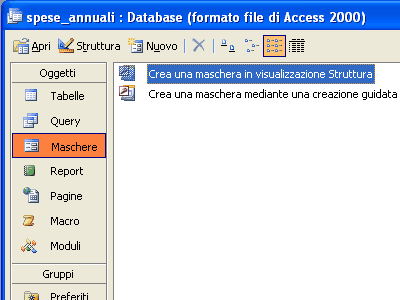 spese_annuali : Database (formato file di Access 2000)
Apri Struttura Nuovo
Oggetti
Tabelle
Query
Maschere
Report
Pagine
Macro
Moduli
Gruppi
Preferiti
Crea una maschera in visualizzazione Struttura
Crea una maschera mediante una creazione guidata